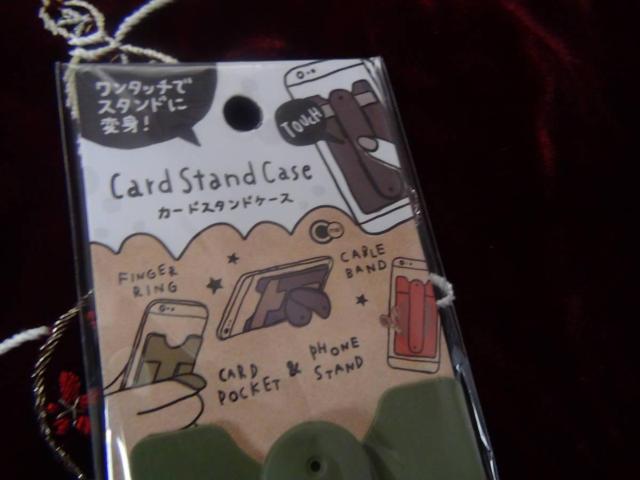 ワンタッチで
スタンドに
変身!
TOUCH
Card Stand Case
カードスタンドケース
FINGER
RING
CABLE
BAND
CARD
POCKET
&
PHONE
STAND